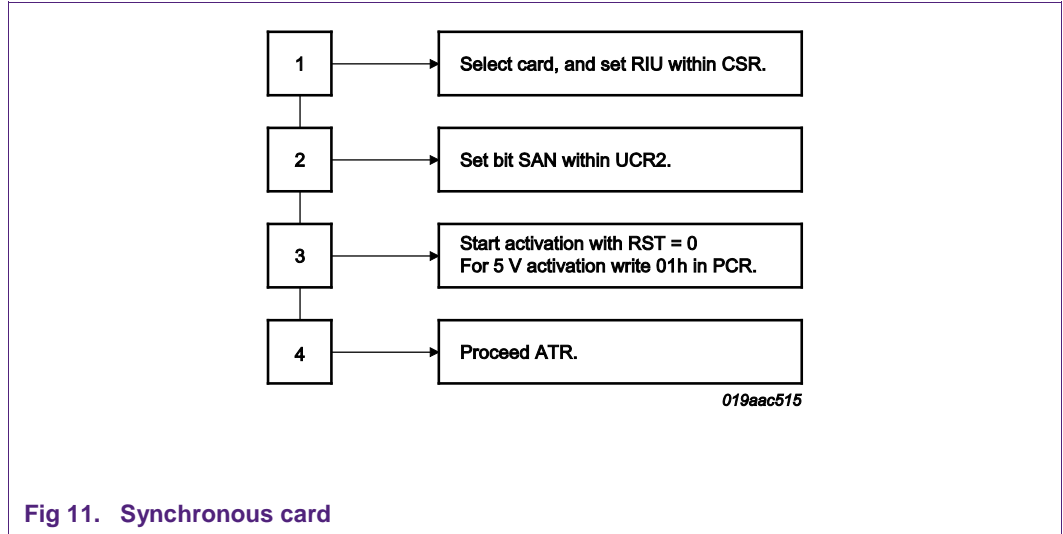 1
Select card, and set RIU within CSR.
2
Set bit SAN within UCR2.
3
Start activation with RST = 0
For 5 V activation write 01h in PCR.
4
Proceed ATR.
019aac515
Fig 11. Synchronous card